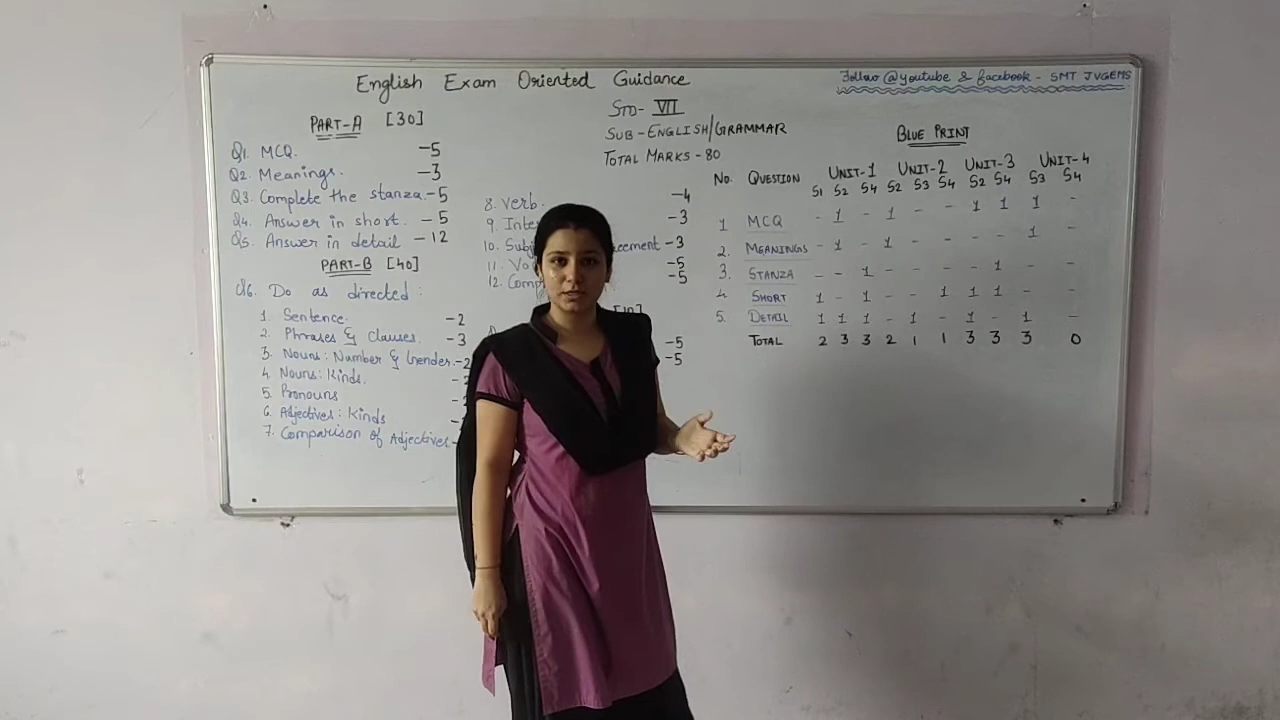 English Exam Oriented Guidance
Follow @youtube & facebook - SMT JVGEMS
STD- VII
SUB - ENGLISH/GRAMMAR
TOTAL MARKS - 80
PART-A [30]
Q1. MCQ. -5
Q2. Meanings. -3
Q3. Complete the stanza. -5
Q4. Answer in short. - 5
Q5. Answer in detail - 12
PART-B [40]
Q6. Do as directed:
1. Sentence. -2
2. Phrases & Clauses. -3
3. Nouns: Number & Gender. -2
4. Nouns: Kinds.
5. Pronouns
6. Adjectives: Kinds
7. Comparison of Adjectives
8. Verb. -4
9. -3
10. -3
11. -5
12. -5
-5
-5
BLUE PRINT
No. QUESTION UNIT-1 UNIT-2 UNIT-3 UNIT-4
S1 S2 S4 S2 S3 S4 S2 S4 S3 S4
1 MCQ - 1 - 1 - - 1 1 1 -
2. MEANINGS - 1 - 1 - - - - 1 -
3. STANZA - - 1 - - - - 1 - -
4 SHORT 1 - 1 - - 1 1 1 - -
5. DETAIL 1 1 1 - 1 - 1 - 1 -
TOTAL 2 3 3 2 1 1 3 3 3 0